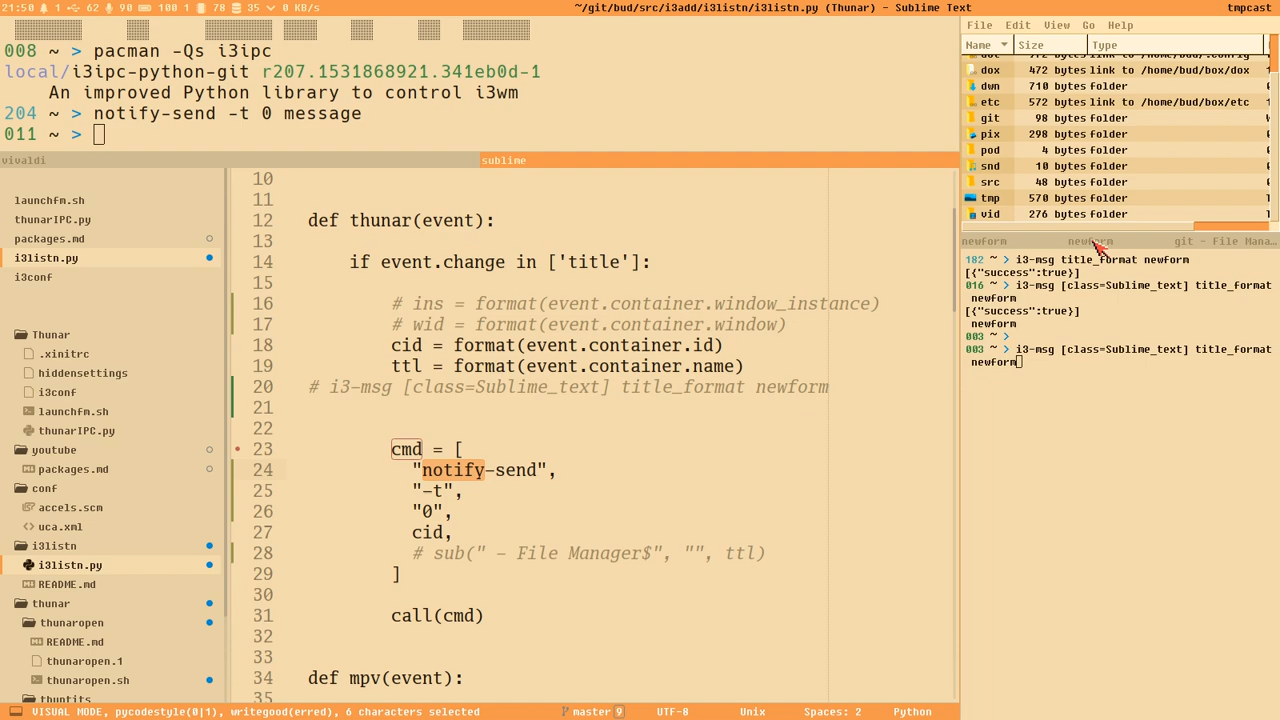 21:50 1 62 90 100 1 78 35 0 KB/s
~/git/bud/src/i3add/i3listn/i3listn.py (Thunar) - Sublime Text
tmpcast
008 ~ > pacman -Qs i3ipc
local/i3ipc-python-git r207.1531868921.341eb0d-1
An improved Python library to control i3wm
204 ~ > notify-send -t 0 message
011 ~ >
vivaldi
sublime
launchfm.sh
thunarIPC.py
packages.md
i3listn.py
i3conf
Thunar
.xinitrc
hiddensettings
i3conf
launchfm.sh
thunarIPC.py
youtube
packages.md
conf
accels.scm
uca.xml
i3listn
i3listn.py
README.md
thunar
thunaropen
README.md
thunaropen.1
thunaropen.sh
10
11
12 def thunar(event):
13
14 if event.change in ['title']:
15
16 # ins = format(event.container.window_instance)
17 # wid = format(event.container.window)
18 cid = format(event.container.id)
19 ttl = format(event.container.name)
20 # i3-msg [class=Sublime_text] title_format newform
21
22
23 cmd = [
24 "notify-send",
25 "-t",
26 "0",
27 cid,
28 # sub(" - File Manager$", "", ttl)
29 ]
30
31 call(cmd)
32
33
34 def mpv(event):
35
VISUAL MODE, pycodestyle(0|1), writegood(erred), 6 characters selected
master 9
UTF-8
Unix
Spaces: 2
Python
File Edit View Go Help
Name Size Type
dox 472 bytes link to /home/bud/box/dox
dwn 710 bytes folder
etc 572 bytes link to /home/bud/box/etc
git 98 bytes folder
pix 298 bytes folder
pod 4 bytes folder
snd 10 bytes folder
src 48 bytes folder
tmp 570 bytes folder
vid 276 bytes folder
newform
newform
git - File Mana…
182 ~ > i3-msg title_format newform
[{"success":true}]
016 ~ > i3-msg [class=Sublime_text] title_format
newform
[{"success":true}]
newform
003 ~ >
003 ~ > i3-msg [class=Sublime_text] title_format
newform